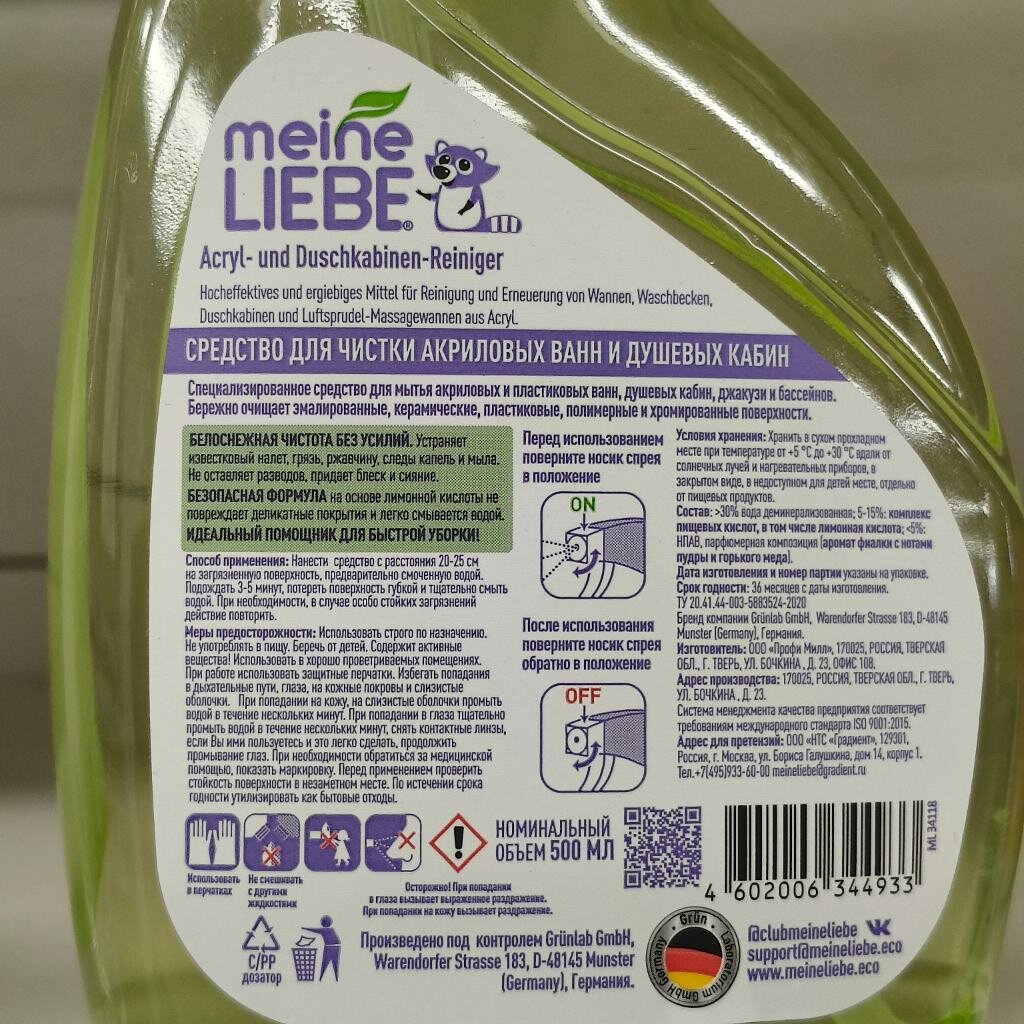 meine
LIEBE®
Acryl- und Duschkabinen-Reiniger
Hocheffektives und ergiebiges Mittel für Reinigung und Erneuerung von Wannen, Waschbecken,
Duschkabinen und Luftsprudel-Massagewannen aus Acryl.
СРЕДСТВО ДЛЯ ЧИСТКИ АКРИЛОВЫХ ВАНН И ДУШЕВЫХ КАБИН
Специализированное средство для мытья акриловых и пластиковых ванн, душевых кабин, джакузи и бассейнов.
Бережно очищает эмалированные, керамические, пластиковые, полимерные и хромированные поверхности.
БЕЛОСНЕЖНАЯ ЧИСТОТА БЕЗ УСИЛИЙ. Устраняет
известковый налет, грязь, ржавчину, следы капель и мыла.
Не оставляет разводов, придает блеск и сияние.
БЕЗОПАСНАЯ ФОРМУЛА на основе лимонной кислоты не
повреждает деликатные покрытия и легко смывается водой.
ИДЕАЛЬНЫЙ ПОМОЩНИК ДЛЯ БЫСТРОЙ УБОРКИ!
Способ применения: Нанести средство с расстояния 20-25 см
на загрязненную поверхность, предварительно смоченную водой.
Подождать 3-5 минут, потереть поверхность губкой и тщательно смыть
водой. При необходимости, в случае особо стойких загрязнений
действие повторить.
Меры предосторожности: Использовать строго по назначению.
Не употреблять в пищу. Беречь от детей. Содержит активные
вещества! Использовать в хорошо проветриваемых помещениях.
При работе использовать защитные перчатки. Избегать попадания
в дыхательные пути, глаза, на кожные покровы и слизистые
оболочки. При попадании на кожу, на слизистые оболочки промыть
водой в течение нескольких минут. При попадании в глаза тщательно
промыть водой в течение нескольких минут, снять контактные линзы,
если Вы ими пользуетесь и это легко сделать, продолжить
промывание глаз. При необходимости обратиться за медицинской
помощью, показать маркировку. Перед применением проверить
стойкость поверхности в незаметном месте. По истечении срока
годности утилизировать как бытовые отходы.
Перед использованием
поверните носик спрея
в положение
ON
После использования
поверните носик спрея
обратно в положение
OFF
Условия хранения: Хранить в сухом прохладном
месте при температуре от +5 °С до +30 °С вдали от
солнечных лучей и нагревательных приборов, в
закрытом виде, в недоступном для детей месте, отдельно
от пищевых продуктов.
Состав: >30% вода деминерализованная; 5-15%: комплекс
пищевых кислот, в том числе лимонная кислота; <5%:
НПАВ, парфюмерная композиция (аромат фиалки с нотами
пудры и горького меда).
Дата изготовления и номер партии указаны на упаковке.
Срок годности: 36 месяцев с даты изготовления.
ТУ 20.41.44-003-5883524-2020
Бренд компании Grünlab GmbH, Warendorfer Strasse 183, D-48145
Munster (Germany), Германия.
Изготовитель: ООО «Профи Милл», 170025, РОССИЯ, ТВЕРСКАЯ
ОБЛ., Г. ТВЕРЬ, УЛ. БОЧКИНА , Д. 23, ОФИС 108.
Адрес производства: 170025, РОССИЯ, ТВЕРСКАЯ ОБЛ., Г. ТВЕРЬ,
УЛ. БОЧКИНА , Д. 23.
Система менеджмента качества предприятия соответствует
требованиям международного стандарта ISO 9001-2015.
Адрес для претензий: ООО «НТС «Градиент», 129301,
Россия, г. Москва, ул. Бориса Галушкина, дом 14, корпус 1.
Тел.+7(495)933-60-00 meineliebe@gradient.ru
Использовать
в перчатках
Не смешивать
с другими
жидкостями
Осторожно! При попадании
в глаза вызывает выраженное раздражение.
При попадании на кожу вызывает раздражение.
НОМИНАЛЬНЫЙ
ОБЪЕМ 500 МЛ
4 602006 344933
ML 34118
C/PP
дозатор
Произведено под контролем Grünlab GmbH,
Warendorfer Strasse 183, D-48145 Munster
(Germany), Германия.
Grün - Laboratorium GmbH Germany
@clubmeineliebe
support@meineliebe.eco
www.meineliebe.eco